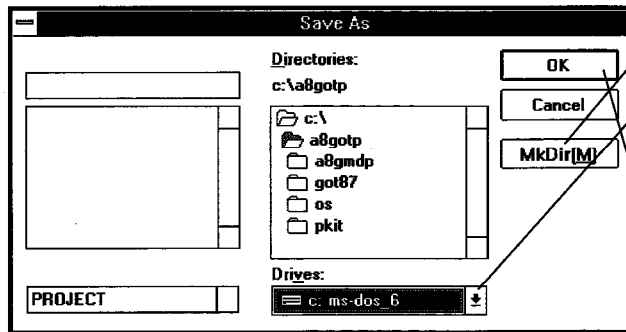 Save As
Directories:
c:\a8gotp
c:\
a8gotp
a8gmdp
got87
os
pkit
Drives:
c: ms-dos_6
PROJECT
OK
Cancel
MkDir(M)